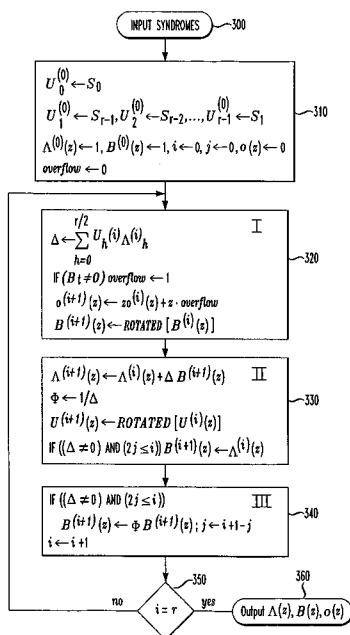 INPUT SYNDROMES
300
U_0^(0) ← S_0
U_1^(0) ← S_{r-1}, U_2^(0) ← S_{r-2}, ..., U_{r-1}^(0) ← S_1
Λ^(0)(z) ← 1, B^(0)(z) ← 1, i ← 0, j ← 0, o(z) ← 0
overflow ← 0
310
I
Δ ← Σ_{h=0}^{r/2} U_h^(i) Λ^(i)_h
IF (B_t ≠ 0) overflow ← 1
o^(i+1)(z) ← zo^(i)(z) + z · overflow
B^(i+1)(z) ← ROTATED [B^(i)(z)]
320
II
Λ^(i+1)(z) ← Λ^(i)(z) + Δ B^(i+1)(z)
Φ ← 1/Δ
U^(i+1)(z) ← ROTATED [U^(i)(z)]
IF ((Δ ≠ 0) AND (2j ≤ i)) B^(i+1)(z) ← Λ^(i)(z)
330
III
IF ((Δ ≠ 0) AND (2j ≤ i))
B^(i+1)(z) ← Φ B^(i+1)(z); j ← i+1-j
i ← i+1
340
350
no
i = r
yes
360
Output Λ(z), B(z), o(z)